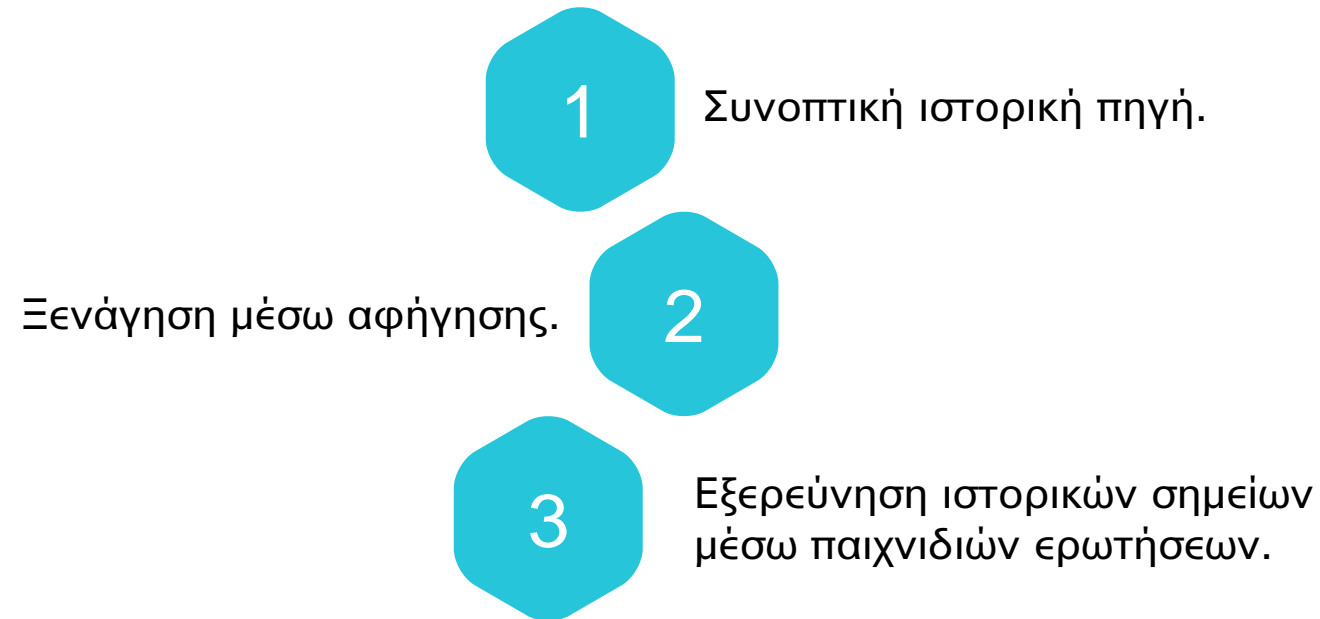 1
Συνοπτική ιστορική πηγή.
Ξενάγηση μέσω αφήγησης.
2
3
Εξερεύνηση ιστορικών σημείων
μέσω παιχνιδιών ερωτήσεων.